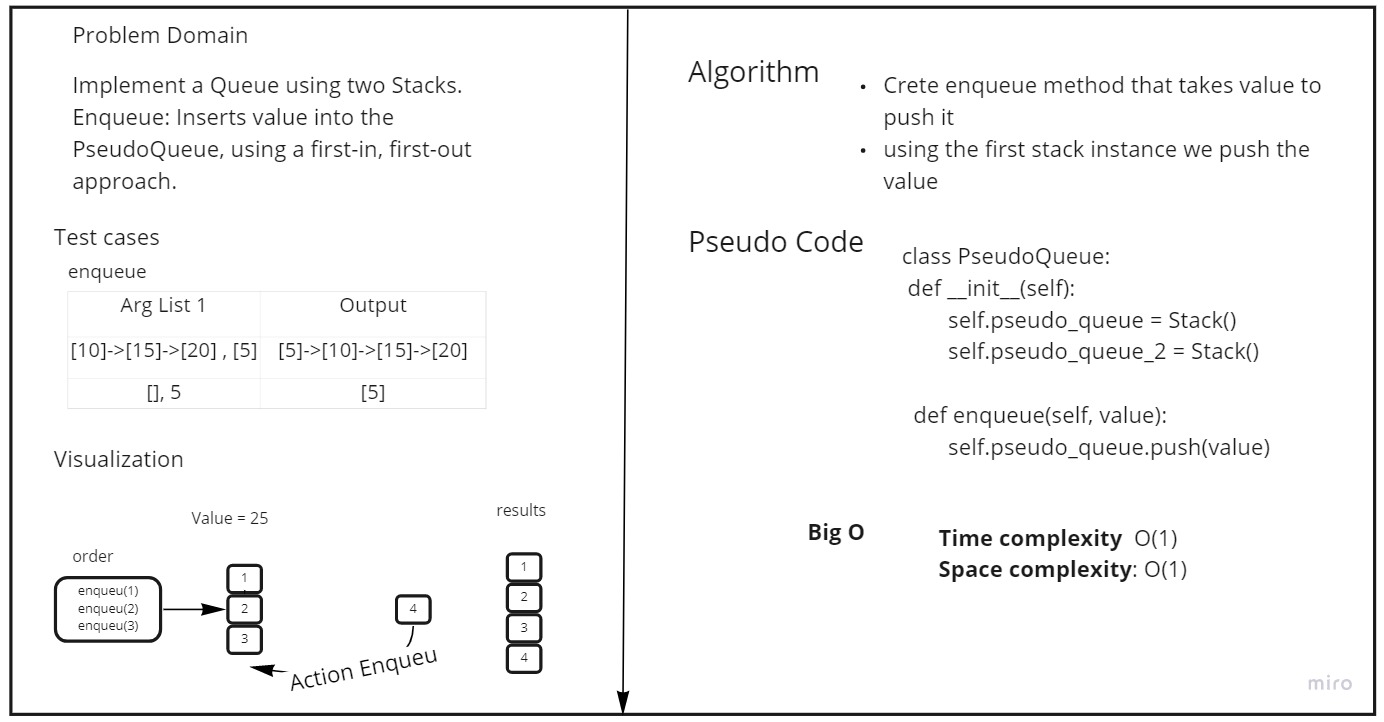 Problem Domain
Implement a Queue using two Stacks.
Enqueue: Inserts value into the
PseudoQueue, using a first-in, first-out
approach.
Test cases
enqueue
Arg List 1 Output
[10]->[15]->[20] , [5] [5]->[10]->[15]->[20]
[], 5 [5]
Visualization
Value = 25
results
order
enqueu(1)
enqueu(2)
enqueu(3)
1
2
3
4
Action Enqueu
1
2
3
4
Algorithm
• Crete enqueue method that takes value to
push it
• using the first stack instance we push the
value
Pseudo Code
class PseudoQueue:
def __init__(self):
self.pseudo_queue = Stack()
self.pseudo_queue_2 = Stack()
def enqueue(self, value):
self.pseudo_queue.push(value)
Big O
Time complexity O(1)
Space complexity: O(1)
miro